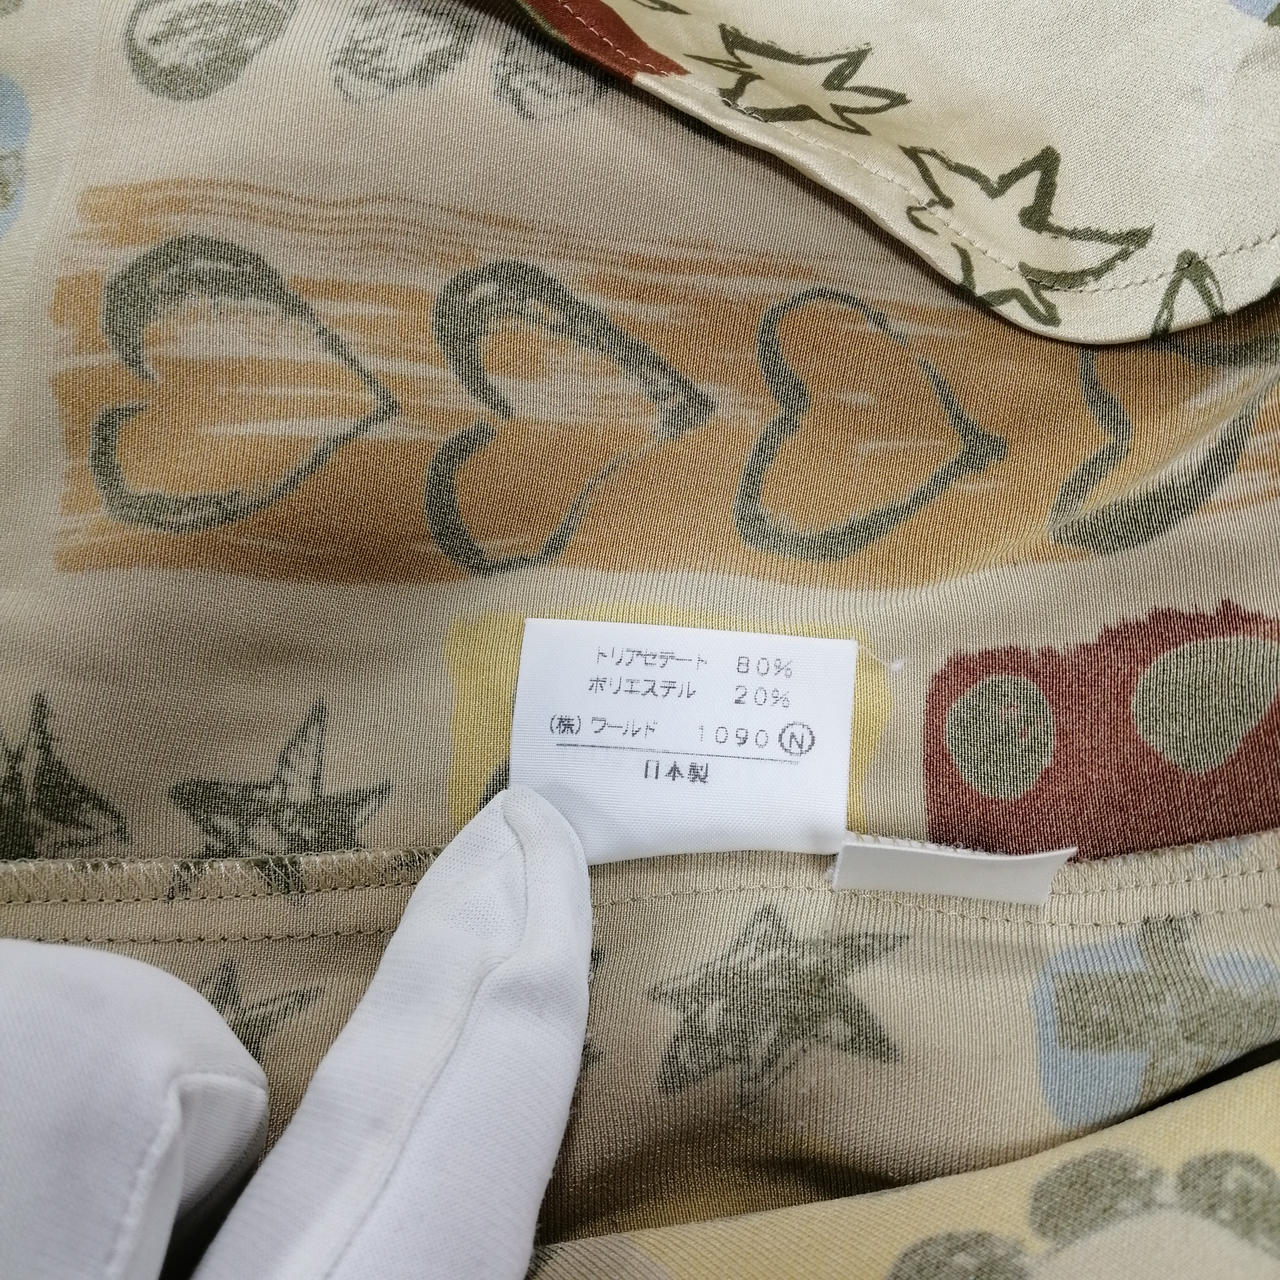 トリアセテート 80%
ポリエステル 20%
(株)ワールド 1090 Ⓝ
日本製